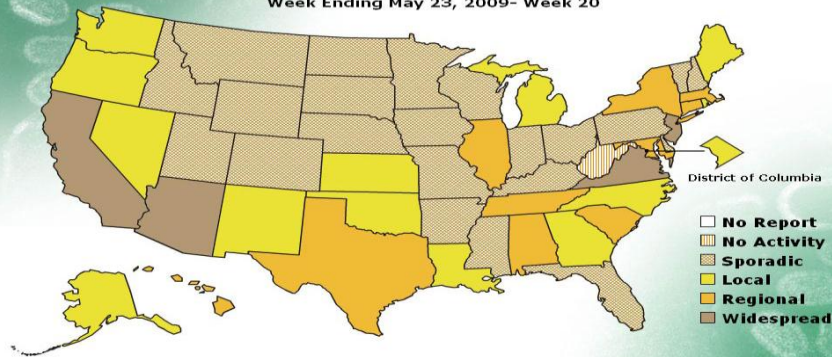 Week Ending May 23, 2009- Week 20
District of Columbia
No Report
No Activity
Sporadic
Local
Regional
Widespread